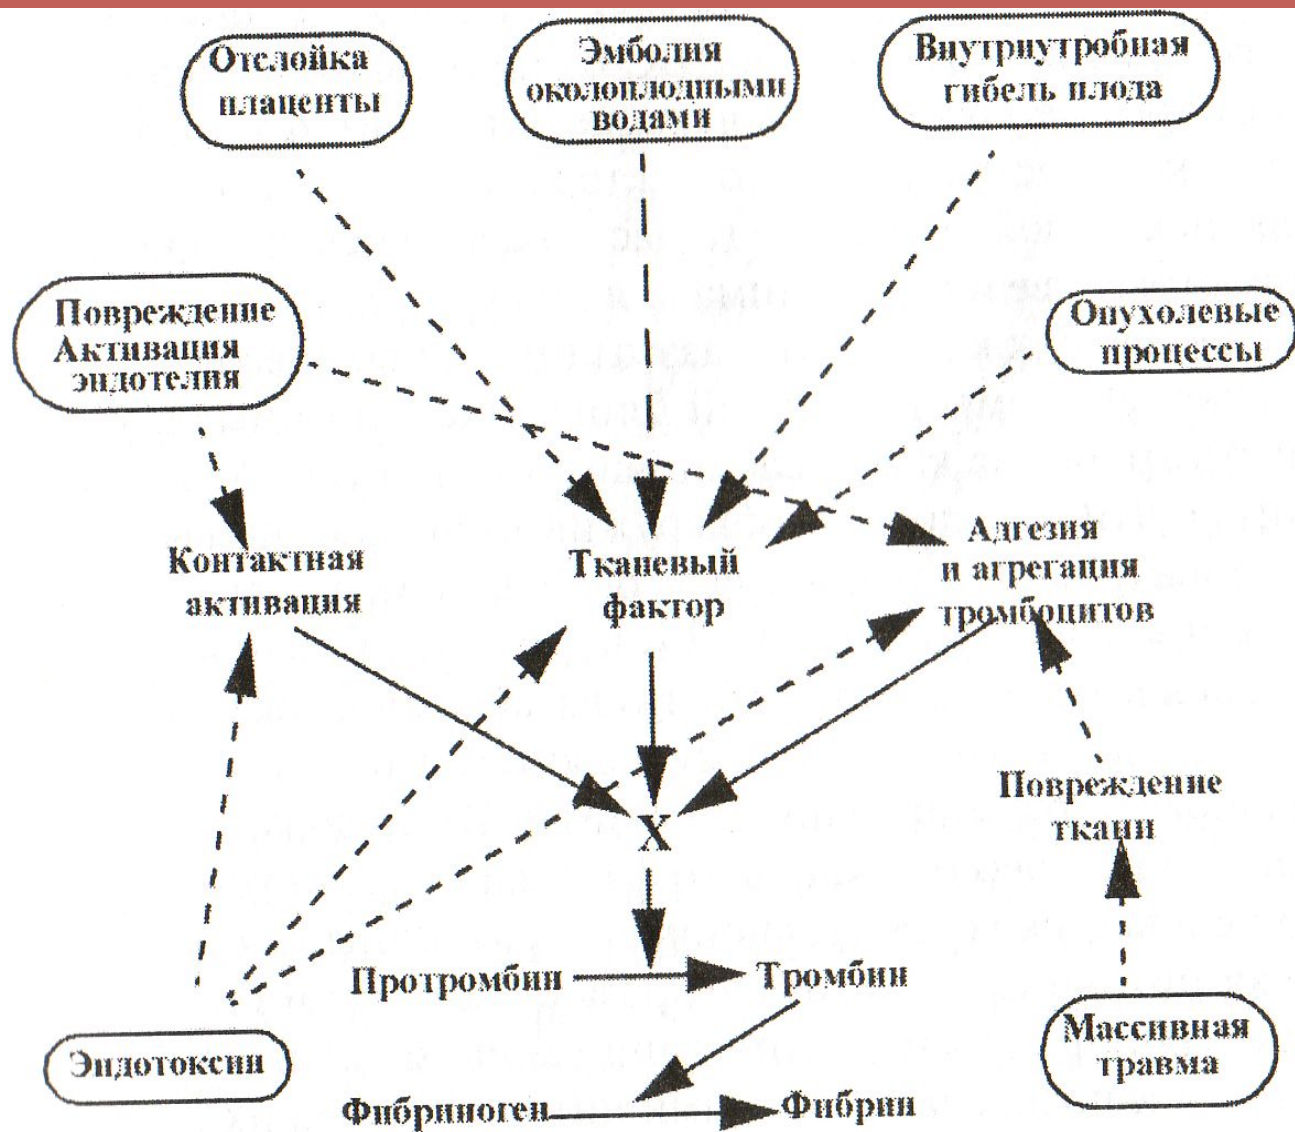 Отслойка
плаценты
Эмболия
околоплодными
водами
Внутриутробная
гибель плода
Повреждение
Активация
эндотелия
Опухолевые
процессы
Контактная
активация
Тканевый
фактор
Адгезия
и агрегация
тромбоцитов
X
Повреждение
ткани
Протромбин
Тромбин
Эндотоксин
Массивная
травма
Фибриноген
Фибрин